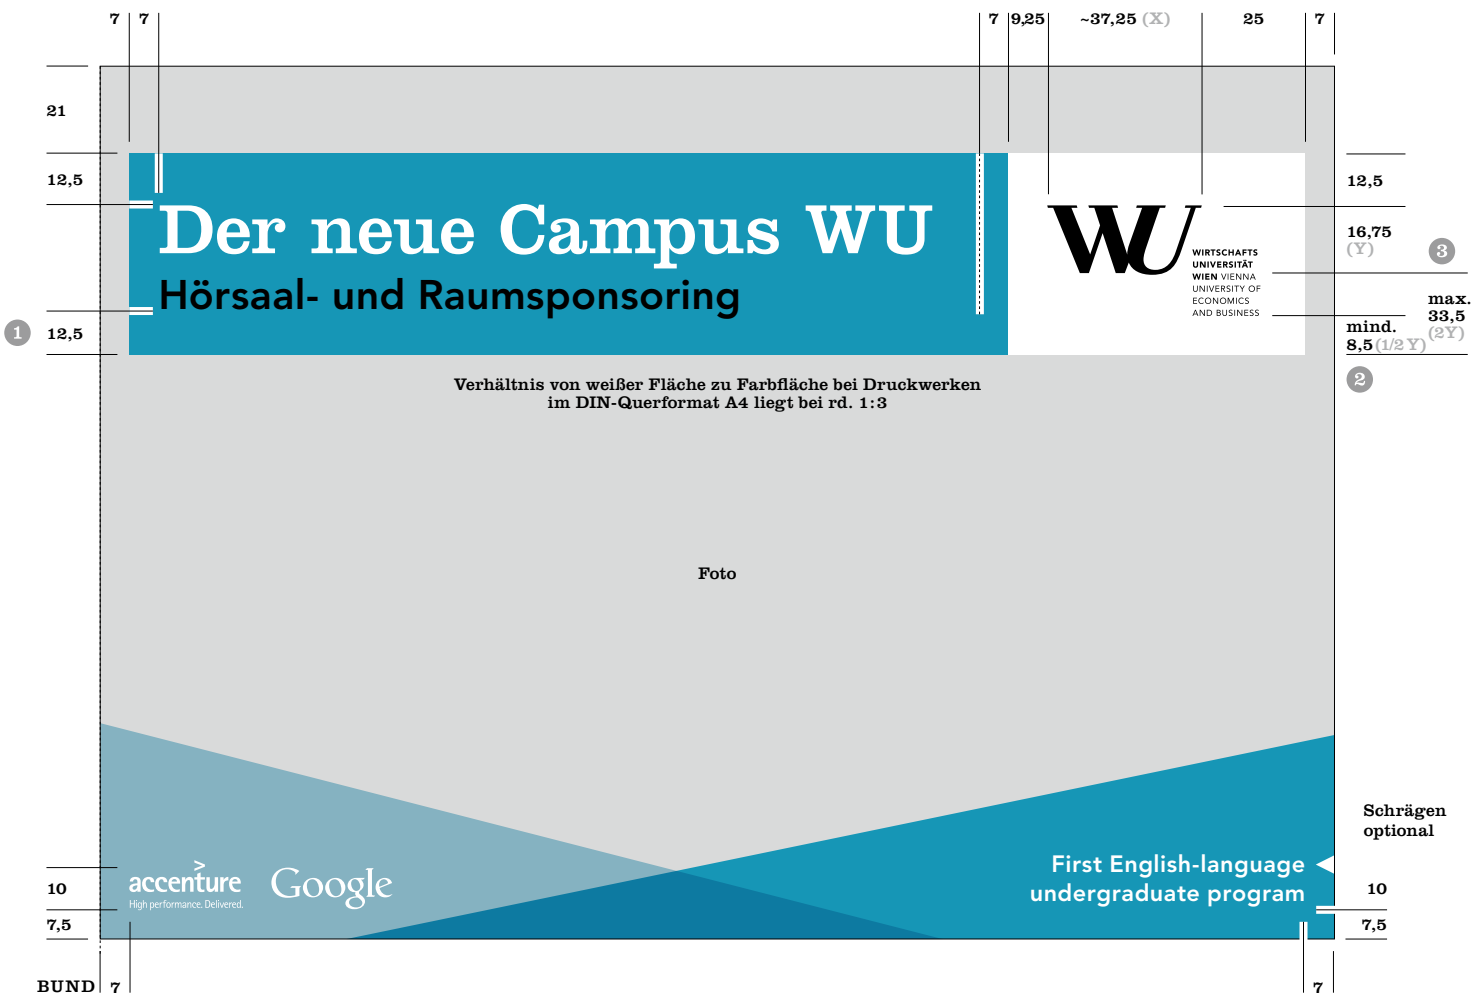 7 7 7 9,25 ~37,25 (X) 25 7
21
12,5
12,5
Der neue Campus WU
Hörsaal- und Raumsponsoring
1 12,5
WU
WIRTSCHAFTS
UNIVERSITÄT
WIEN VIENNA
UNIVERSITY OF
ECONOMICS
AND BUSINESS
16,75
(Y)
3
max.
33,5
(2Y)
mind.
8,5 (1/2 Y)
2
Verhältnis von weißer Fläche zu Farbfläche bei Druckwerken
im DIN-Querformat A4 liegt bei rd. 1:3
Foto
Schrägen
optional
10
accenture
High performance. Delivered.
Google
First English-language
undergraduate program
10
7,5
7,5
BUND 7 7